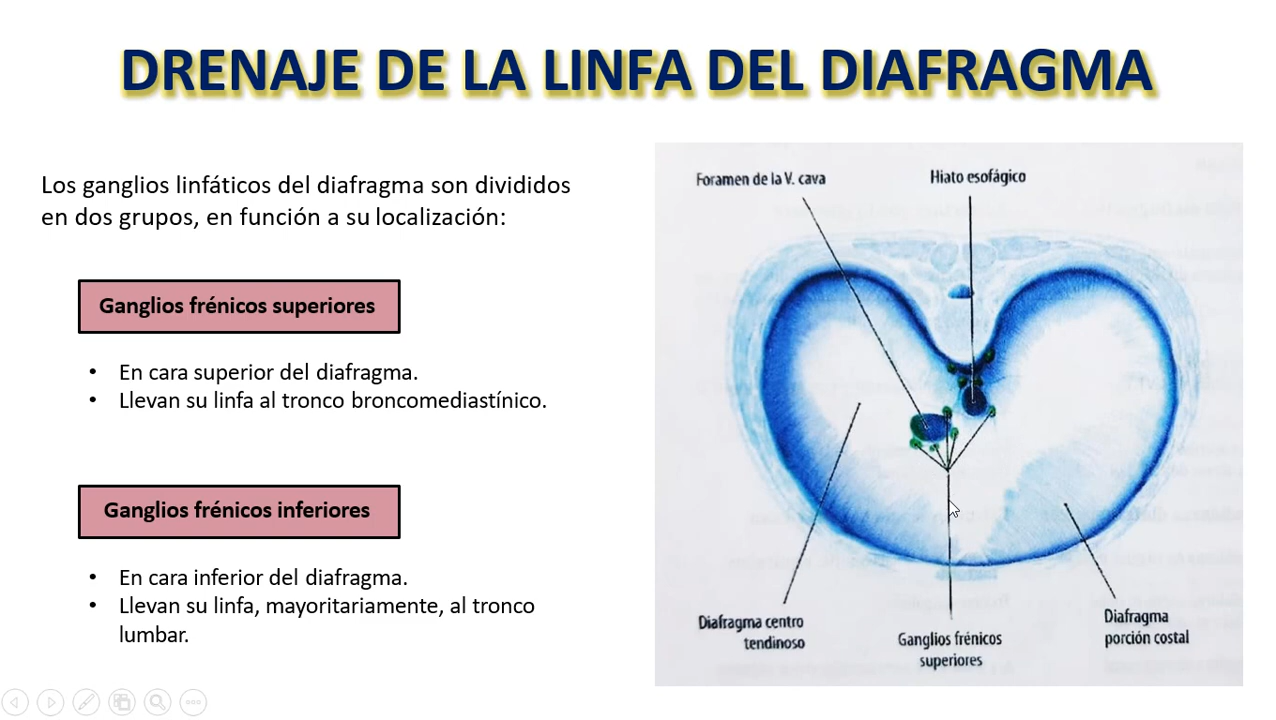 DRENAJE DE LA LINFA DEL DIAFRAGMA
Los ganglios linfáticos del diafragma son divididos
en dos grupos, en función a su localización:
Ganglios frénicos superiores
• En cara superior del diafragma.
• Llevan su linfa al tronco broncomediastínico.
Ganglios frénicos inferiores
• En cara inferior del diafragma.
• Llevan su linfa, mayoritariamente, al tronco
lumbar.
Foramen de la V. cava
Hiato esofágico
Diafragma centro
tendinoso
Ganglios frénicos
superiores
Diafragma
porción costal